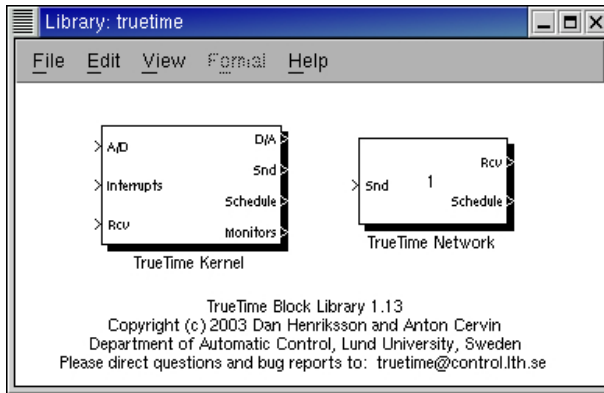 Library: truetime
File Edit View Format Help
A/D
Interrupts
Rcv
D/A
Snd
Schedule
Monitors
TrueTime Kernel
Snd
1
Rcv
Schedule
TrueTime Network
TrueTime Block Library 1.13
Copyright (c) 2003 Dan Henriksson and Anton Cervin
Department of Automatic Control, Lund University, Sweden
Please direct questions and bug reports to: truetime@control.lth.se